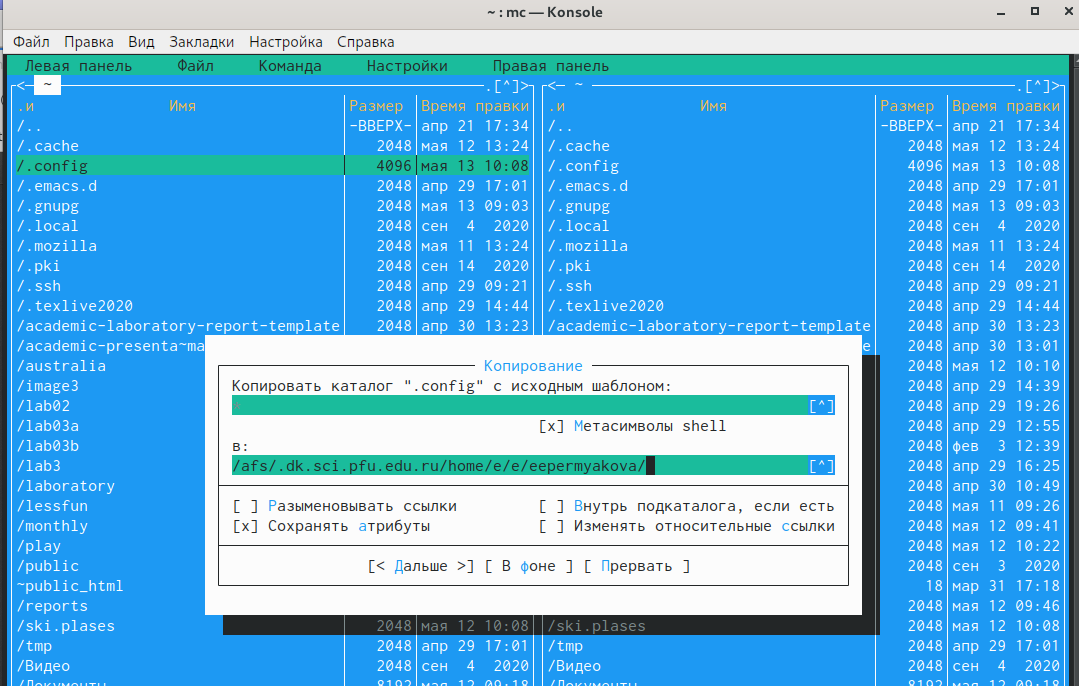 ~ : mc — Konsole
Файл Правка Вид Закладки Настройка Справка
Левая панель Файл Команда Настройки Правая панель
<─ ~ .[^]> <─ ~ .[^]>
.и Имя Размер Время правки .и Имя Размер Время правки
/.. -ВВЕРХ- апр 21 17:34 /.. -ВВЕРХ- апр 21 17:34
/.cache 2048 мая 12 13:24 /.cache 2048 мая 12 13:24
/.config 4096 мая 13 10:08 /.config 4096 мая 13 10:08
/.emacs.d 2048 апр 29 17:01 /.emacs.d 2048 апр 29 17:01
/.gnupg 2048 мая 13 09:03 /.gnupg 2048 мая 13 09:03
/.local 2048 сен 4 2020 /.local 2048 сен 4 2020
/.mozilla 2048 мая 11 13:24 /.mozilla 2048 мая 11 13:24
/.pki 2048 сен 14 2020 /.pki 2048 сен 14 2020
/.ssh 2048 апр 29 09:21 /.ssh 2048 апр 29 09:21
/.texlive2020 2048 апр 29 14:44 /.texlive2020 2048 апр 29 14:44
/academic-laboratory-report-template 2048 апр 30 13:23 /academic-laboratory-report-template 2048 апр 30 13:23
/academic-presenta~ma e 2048 апр 30 13:01
/australia 2048 мая 12 10:10
/image3 2048 апр 29 14:39
/lab02 2048 апр 29 19:26
/lab03a 2048 апр 29 12:55
/lab03b 2048 фев 3 12:39
/lab3 2048 апр 29 16:25
/laboratory 2048 апр 30 10:49
/lessfun 2048 мая 11 09:26
/monthly 2048 мая 12 09:41
/play 2048 мая 12 10:22
/public 2048 сен 3 2020
~public_html 18 мар 31 17:18
/reports 2048 мая 12 09:46
/ski.plases 2048 мая 12 10:08 /ski.plases 2048 мая 12 10:08
/tmp 2048 апр 29 17:01 /tmp 2048 апр 29 17:01
/Видео 2048 сен 4 2020 /Видео 2048 сен 4 2020
/Документы 8192 мая 12 09:18 /Документы 8192 мая 12 09:18
Копирование
Копировать каталог ".config" с исходным шаблоном:
[^]
[x] Метасимволы shell
в:
/afs/.dk.sci.pfu.edu.ru/home/e/e/eepermyakova/ [^]
[ ] Разыменовывать ссылки [ ] Внутрь подкаталога, если есть
[x] Сохранять атрибуты [ ] Изменять относительные ссылки
[< Дальше >] [ В фоне ] [ Прервать ]